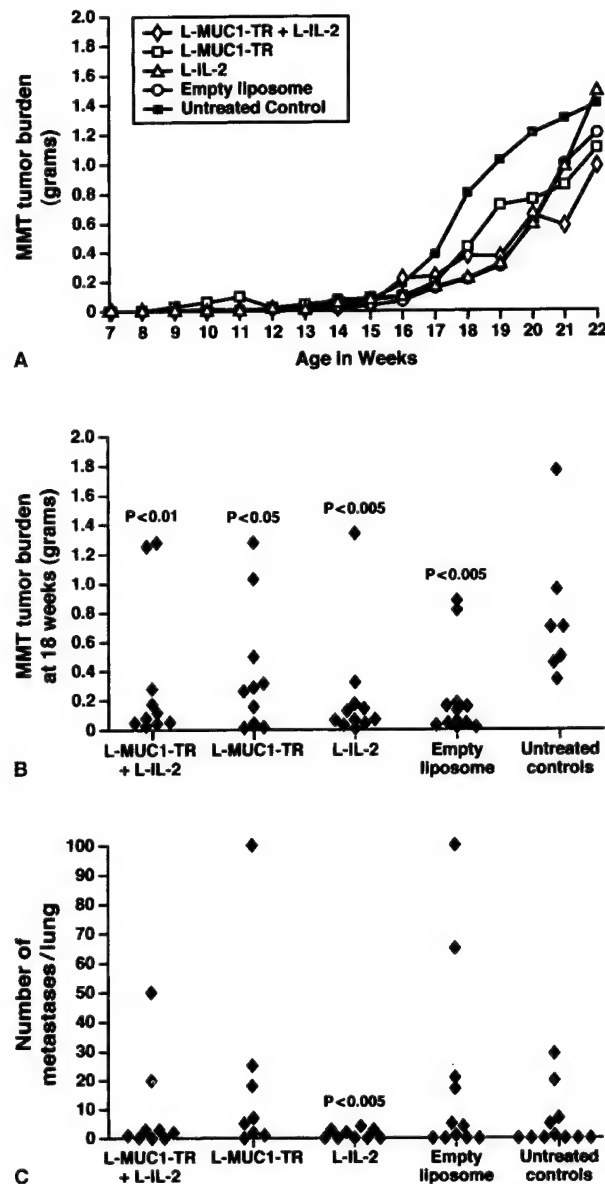 2.0
1.8
1.6
1.4
1.2
1.0
0.8
0.6
0.4
0.2
0
MMT tumor burden
(grams)
L-MUC1-TR + L-IL-2
L-MUC1-TR
L-IL-2
Empty liposome
Untreated Control
7 8 9 10 11 12 13 14 15 16 17 18 19 20 21 22
Age in Weeks
A
2.0
1.8
1.6
1.4
1.2
1.0
0.8
0.6
0.4
0.2
0
MMT tumor burden
at 18 weeks (grams)
P<0.01
P<0.05
P<0.005
P<0.005
L-MUC1-TR
+ L-IL-2
L-MUC1-TR
L-IL-2
Empty
liposome
Untreated
controls
B
100
90
80
70
60
50
40
30
20
10
0
Number of
metastases/lung
P<0.005
L-MUC1-TR
+ L-IL-2
L-MUC1-TR
L-IL-2
Empty
liposome
Untreated
controls
C